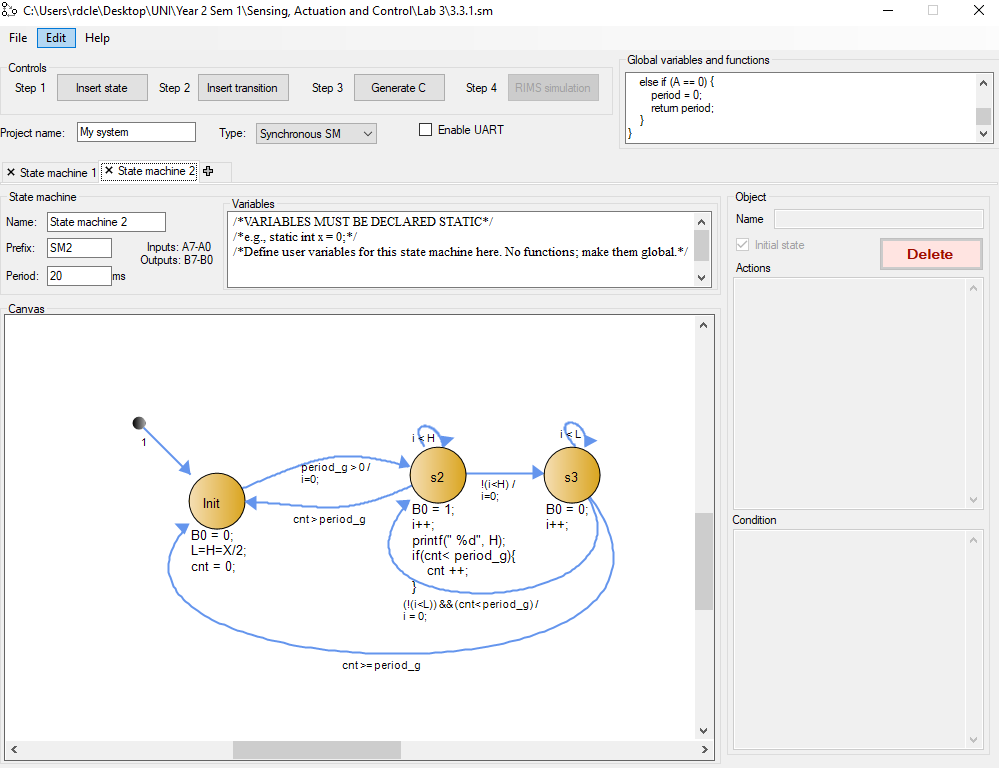 C:\Users\rdcle\Desktop\UNI\Year 2 Sem 1\Sensing, Actuation and Control\Lab 3\3.3.1.sm
File Edit Help
Controls
Step 1 Insert state Step 2 Insert transition Step 3 Generate C Step 4 RIMS simulation
Project name: My system Type: Synchronous SM Enable UART
Global variables and functions
else if (A == 0) {
period = 0;
return period;
}
}
State machine 1 State machine 2
State machine
Name: State machine 2
Prefix: SM2
Inputs: A7-A0
Outputs: B7-B0
Period: 20 ms
Variables
/*VARIABLES MUST BE DECLARED STATIC*/
/*e.g., static int x = 0;*/
/*Define user variables for this state machine here. No functions; make them global.*/
Object
Name
Initial state
Delete
Actions
Condition
Canvas
1
Init
B0 = 0;
L=H=X/2;
cnt = 0;
period_g > 0 /
i=0;
cnt > period_g
i < H
s2
B0 = 1;
i++;
printf(" %d", H);
if(cnt< period_g){
cnt ++;
}
!(i<H) /
i=0;
i < L
s3
B0 = 0;
i++;
(!(i<L)) && (cnt< period_g) /
i = 0;
cnt >= period_g